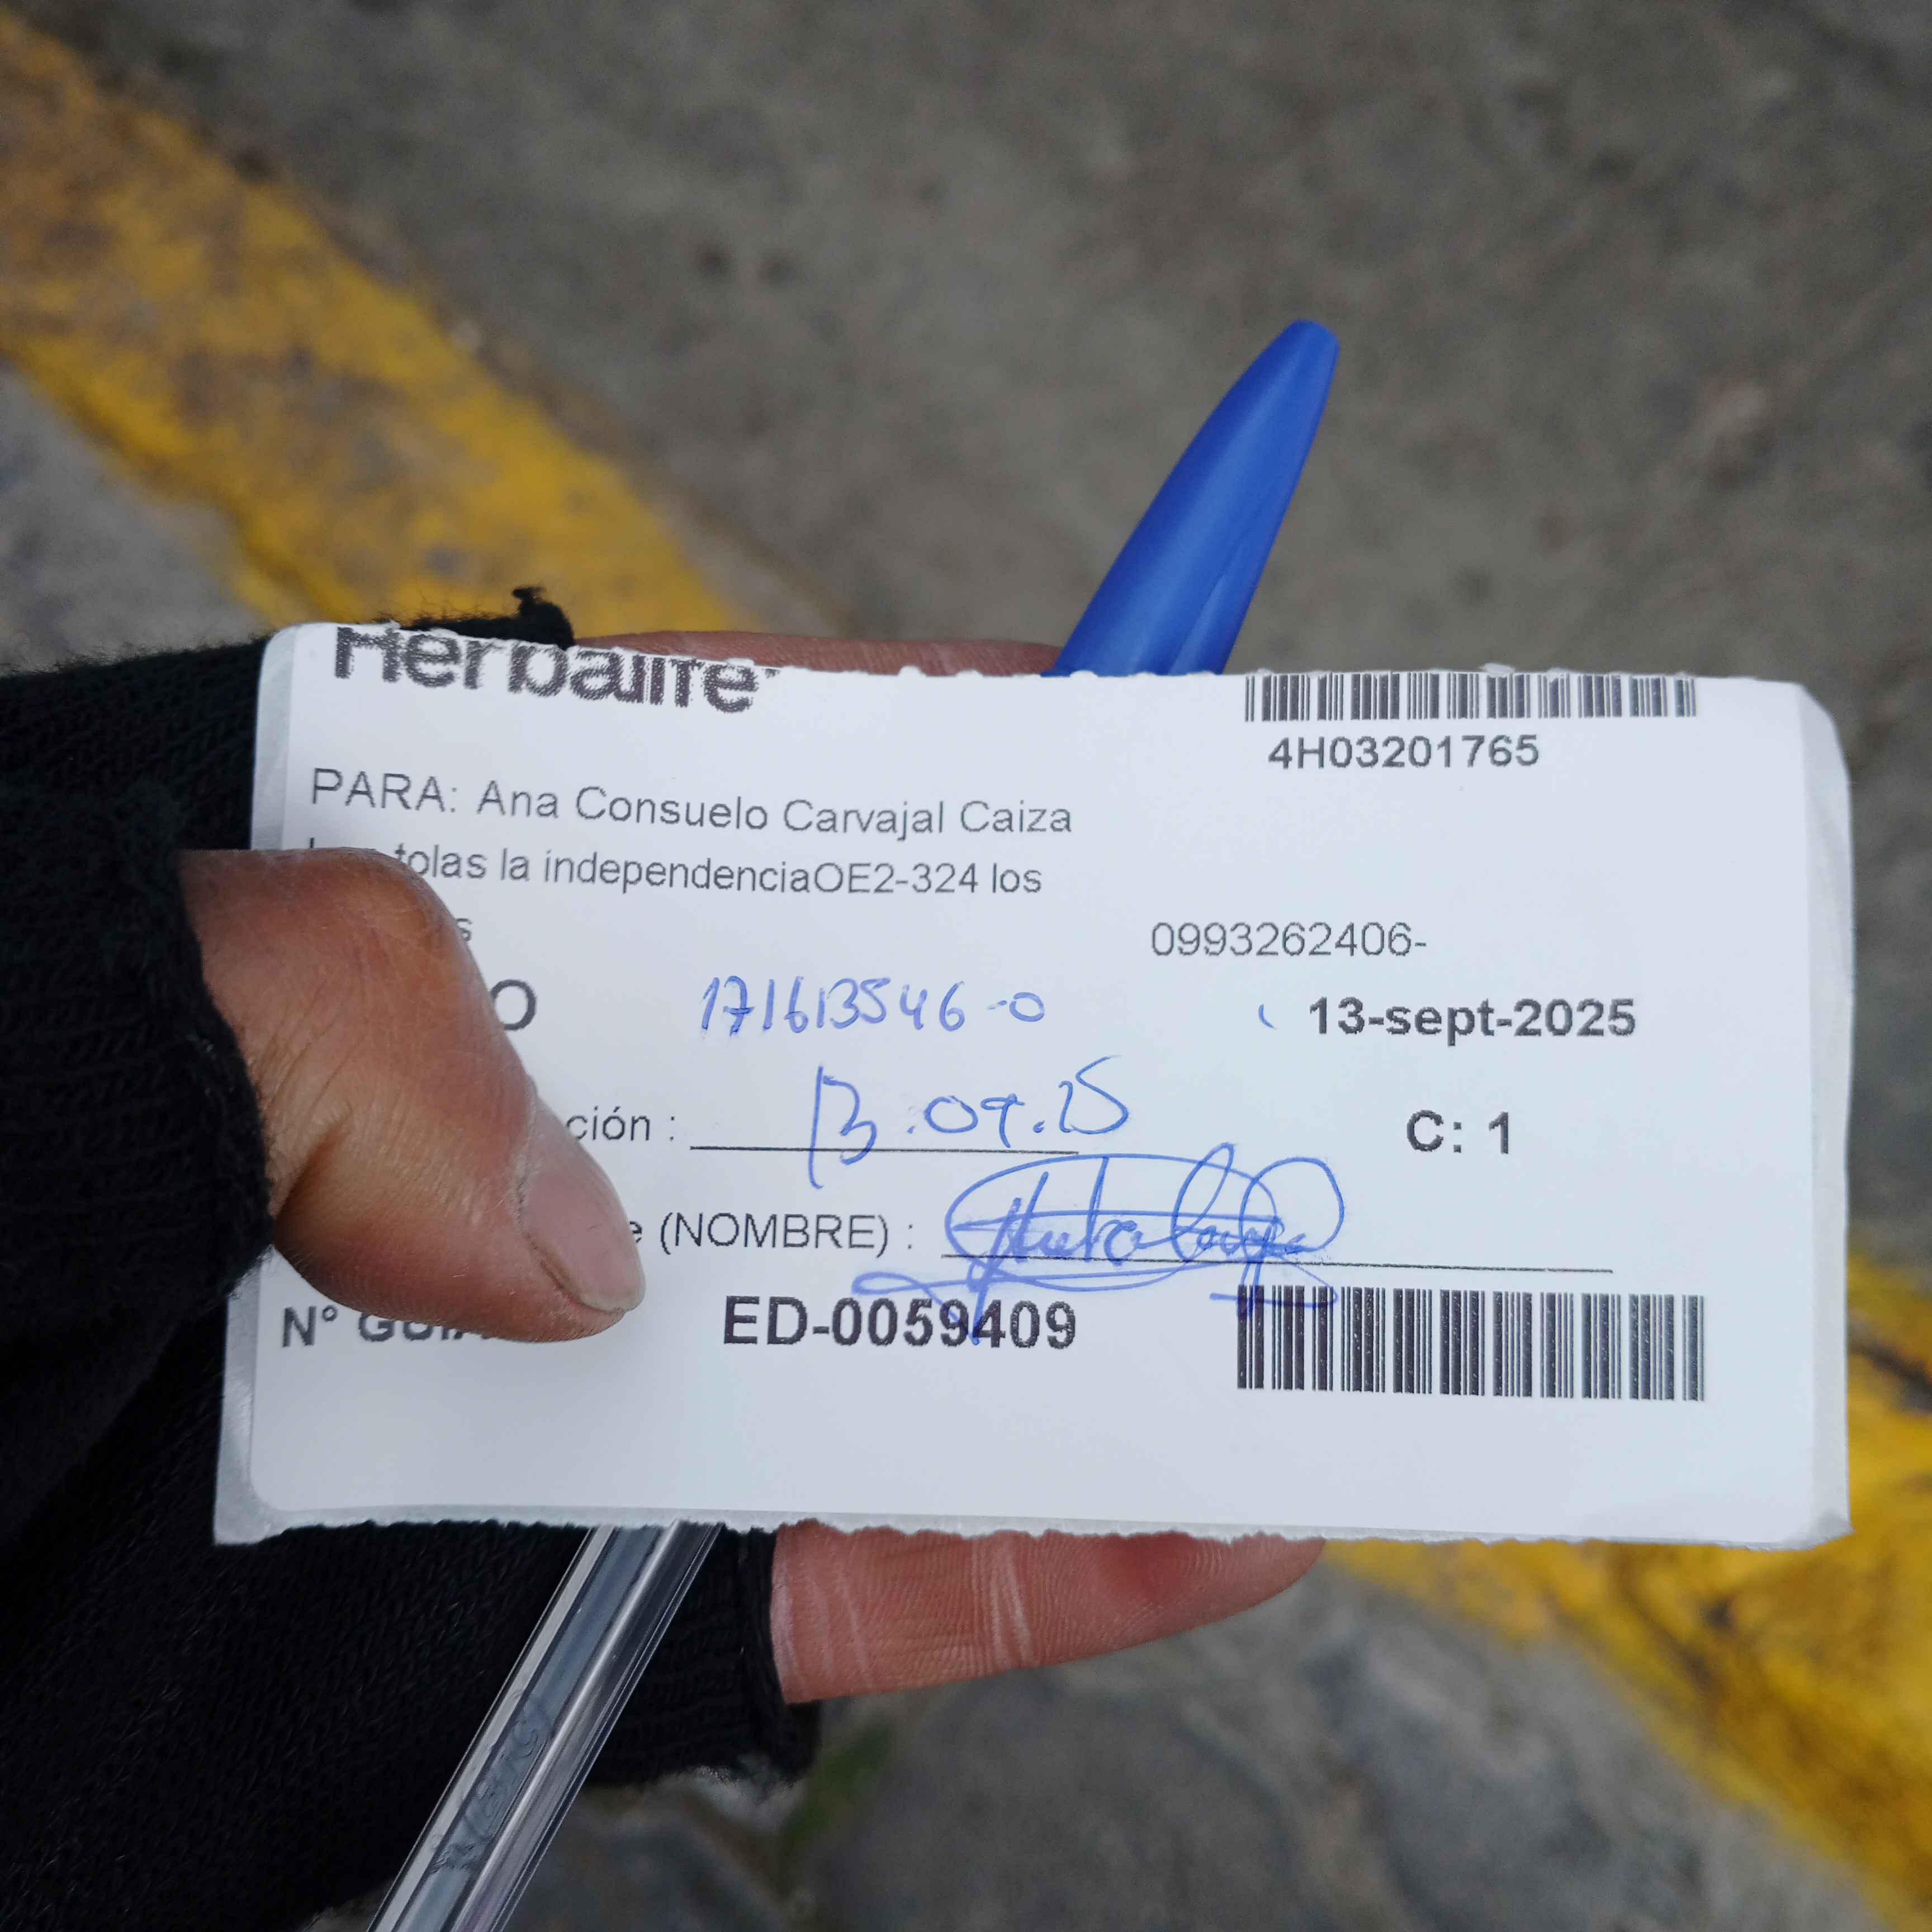 Herbalife
4H03201765
PARA: Ana Consuelo Carvajal Caiza
tolas la independenciaOE2-324 los
s
0993262406-
O 171613546-0 13-sept-2025
ción : 13.09.25 C: 1
e (NOMBRE) :
N° GUIA ED-0059409